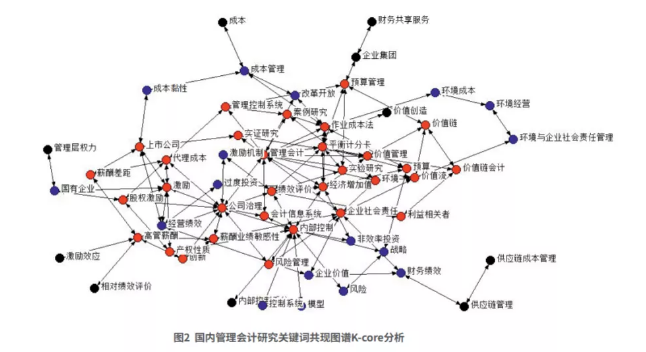 成本
财务共享服务
企业集团
成本管理
预算管理
成本黏性
改革开放
环境成本
管理控制系统
案例研究
价值创造
环境经营
作业成本法
价值链
实证研究
环境与企业社会责任管理
上市公司
平衡计分卡
管理层权力
代理成本
激励机制
管理会计
价值管理
薪酬差距
实验研究
预算
价值链会计
国有企业
激励
过度投资
绩效评价
经济增加值
环境
价值流
股权激励
公司治理
会计信息系统
企业社会责任
利益相关者
经营绩效
内部控制
高管薪酬
薪酬业绩敏感性
非效率投资
产权性质
创新
战略
激励效应
风险管理
供应链成本管理
企业价值
财务绩效
相对绩效评价
风险
内部控制
控制系统
模型
供应链管理
图2 国内管理会计研究关键词共现图谱K-core分析